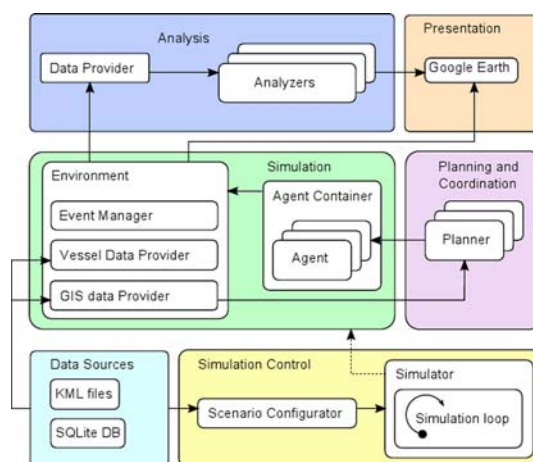 Analysis
Data Provider
Analyzers
Presentation
Google Earth
Simulation
Environment
Event Manager
Vessel Data Provider
GIS data Provider
Agent Container
Agent
Planning and
Coordination
Planner
Data Sources
KML files
SQLite DB
Simulation Control
Scenario Configurator
Simulator
Simulation loop